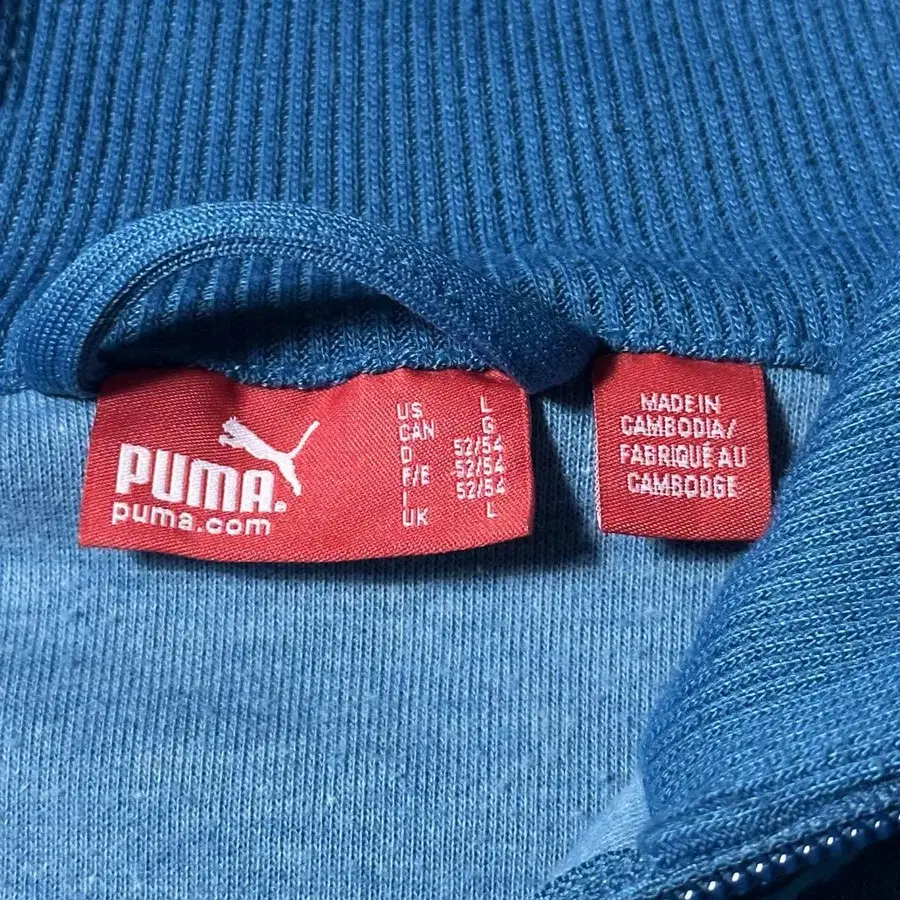 PUMA
puma.com
US L
CAN G
D 52/54
F/E 52/54
I 52/54
UK L
MADE IN
CAMBODIA/
FABRIQUÉ AU
CAMBODGE